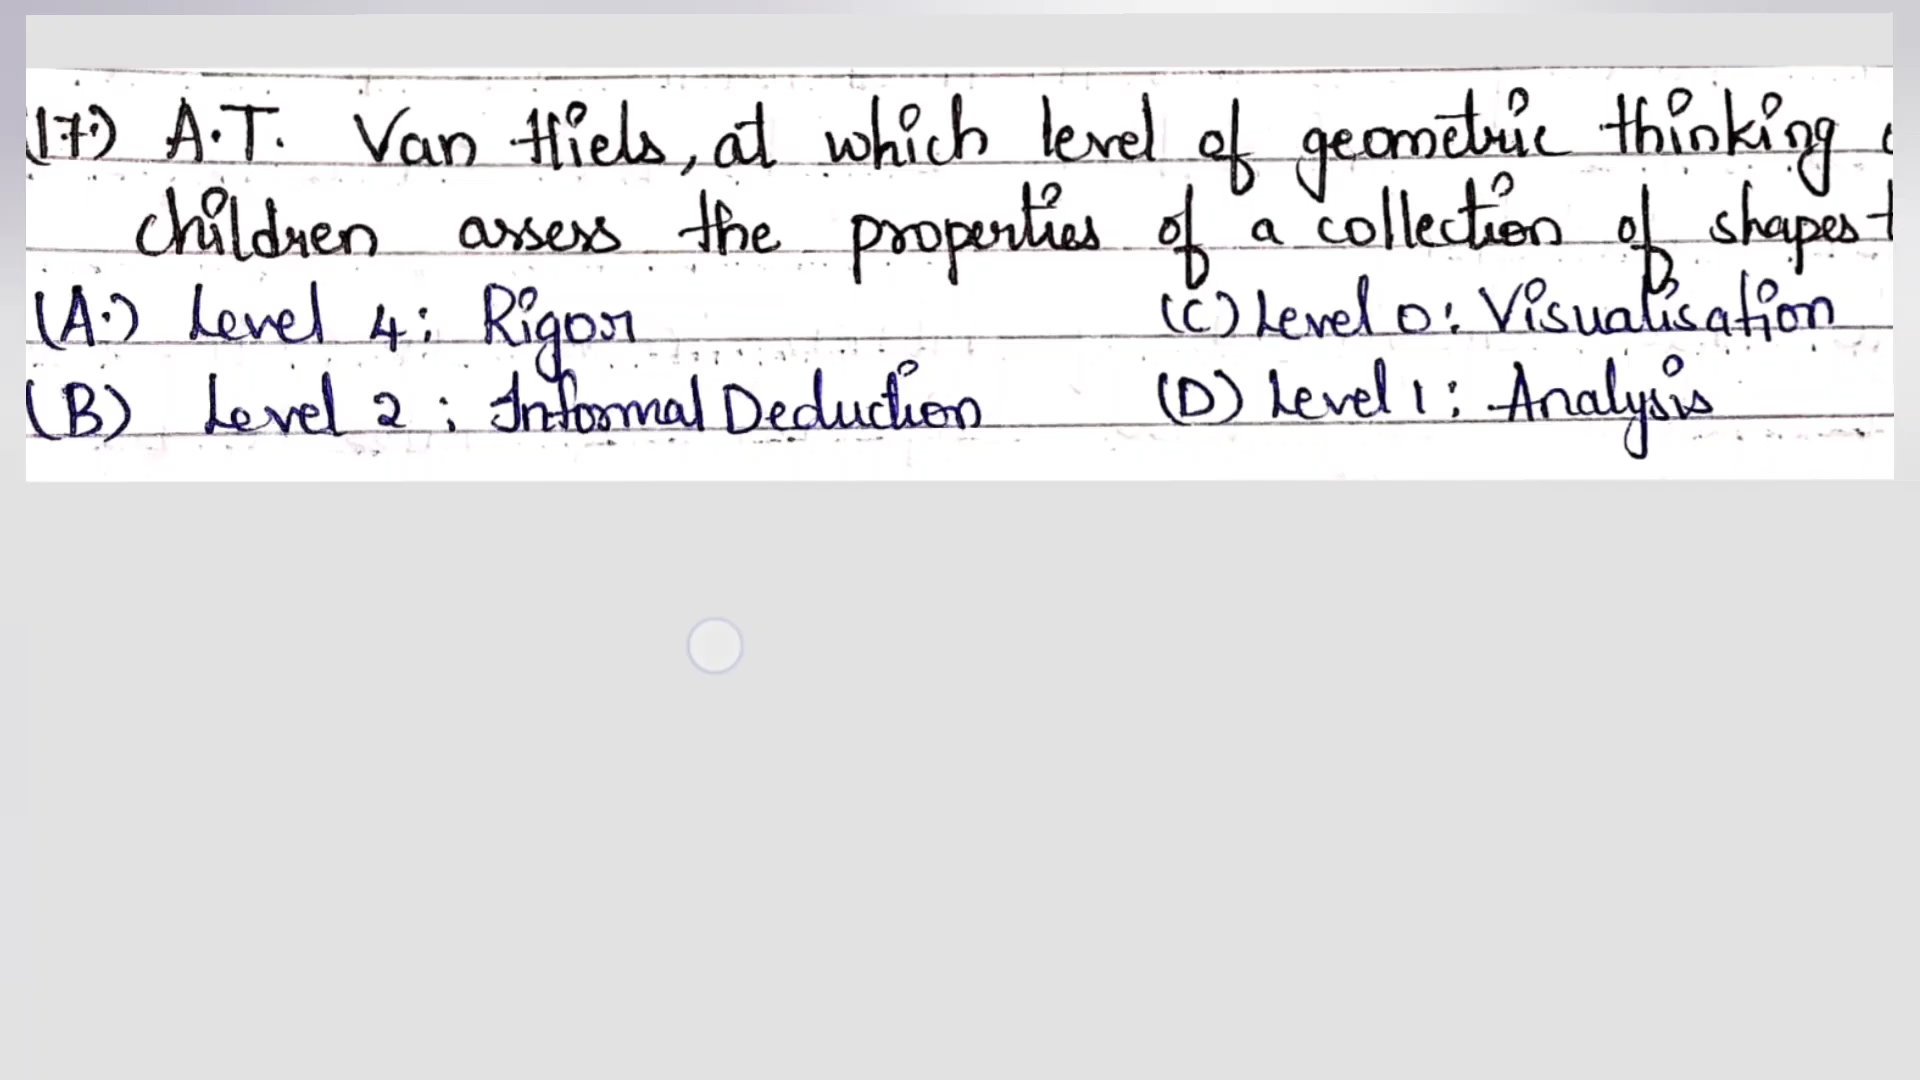 (17.) A.T. Van Hiels, at which level of geometric thinking
children assess the properties of a collection of shapes
(A.) Level 4: Rigor (C) Level 0: Visualisation
(B) Level 2: Informal Deduction (D) Level 1: Analysis